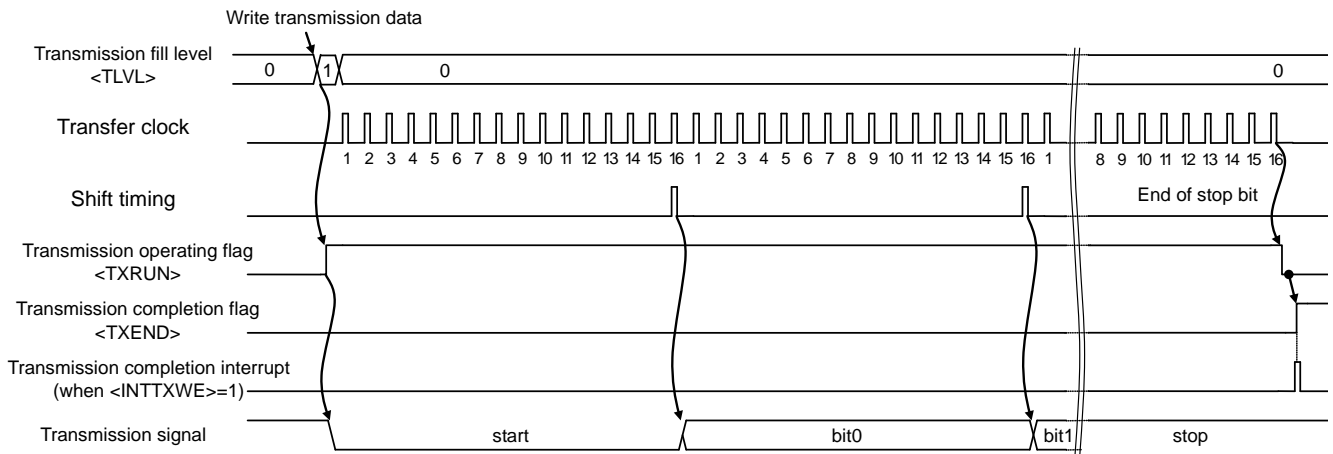 Write transmission data
Transmission fill level
<TLVL>
0 1 0 0
Transfer clock
1 2 3 4 5 6 7 8 9 10 11 12 13 14 15 16 1 2 3 4 5 6 7 8 9 10 11 12 13 14 15 16 1 8 9 10 11 12 13 14 15 16
Shift timing
End of stop bit
Transmission operating flag
<TXRUN>
Transmission completion flag
<TXEND>
Transmission completion interrupt
(when <INTTXWE>=1)
Transmission signal
start bit0 bit1 stop